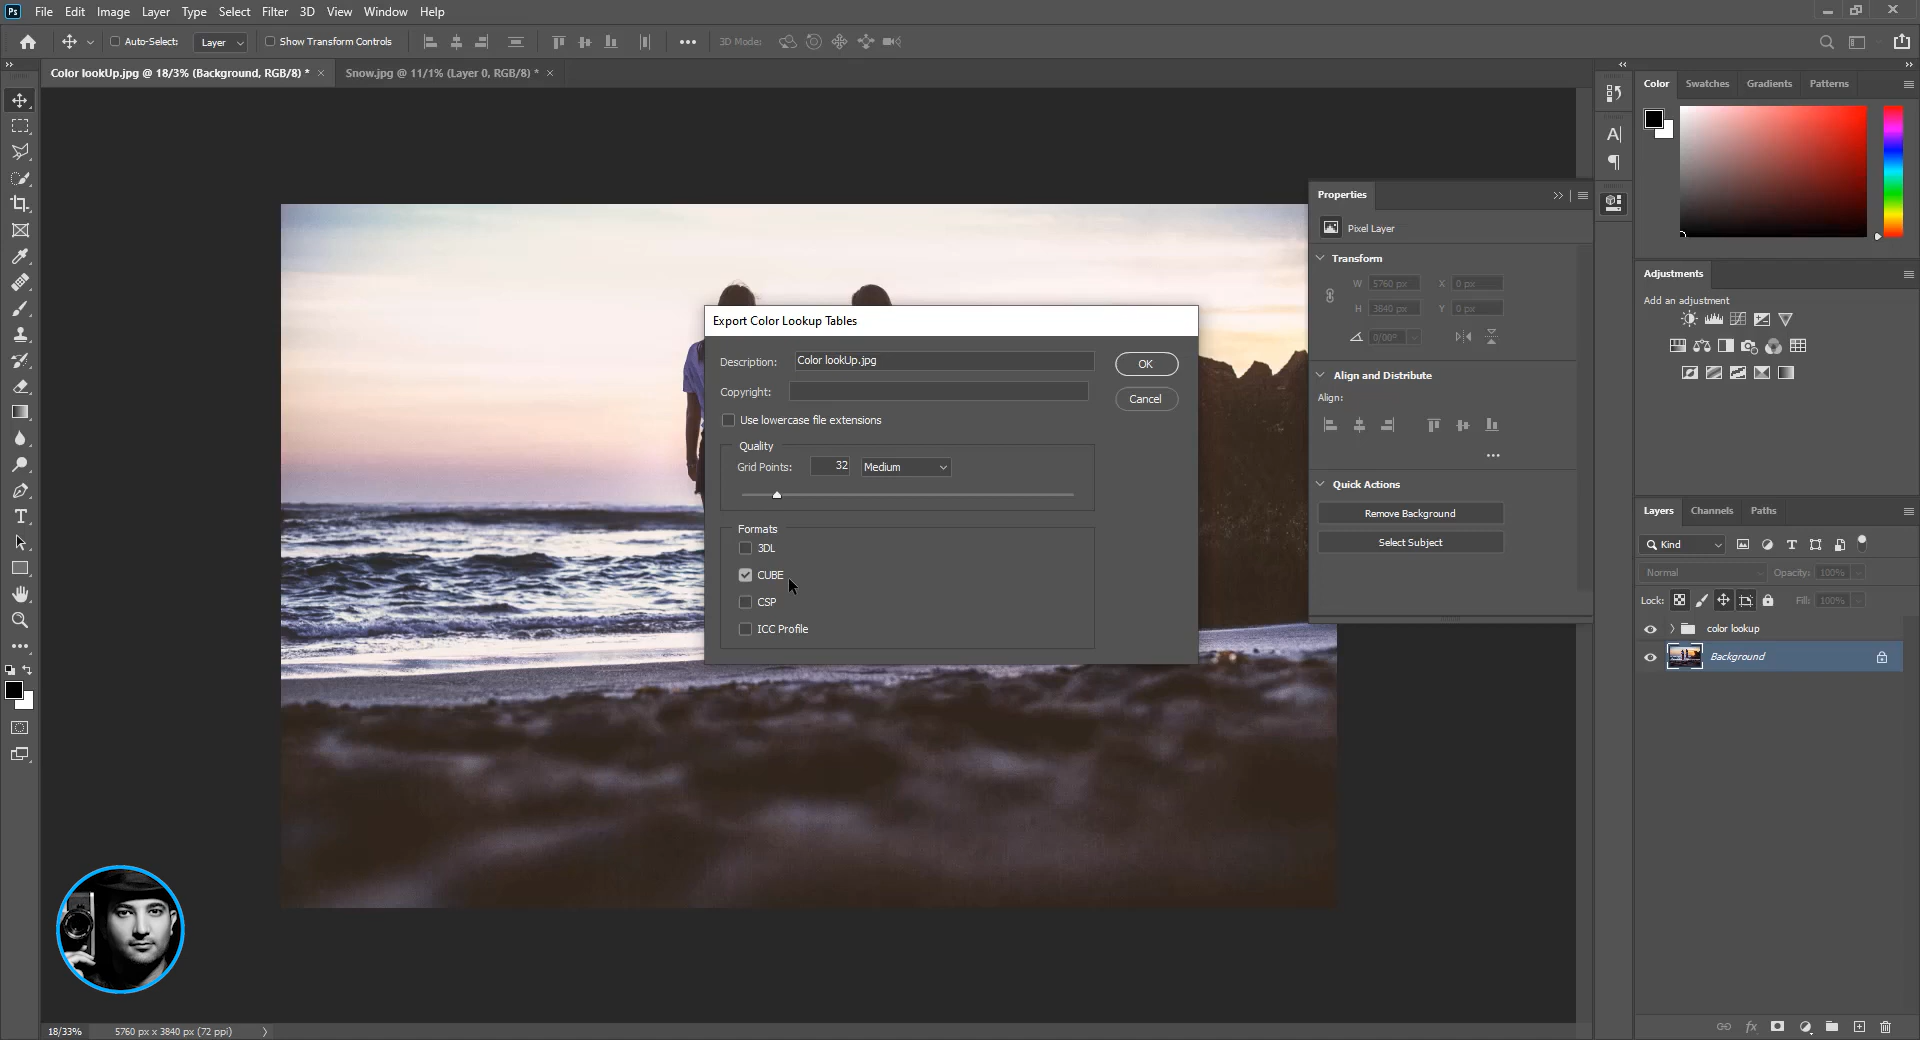 Ps File Edit Image Layer Type Select Filter 3D View Window Help
Auto-Select: Layer Show Transform Controls 3D Mode:
Color lookUp.jpg @ 18/3% (Background, RGB/8) * × Snow.jpg @ 11/1% (Layer 0, RGB/8) * ×
Color Swatches Gradients Patterns
Properties
Pixel Layer
Transform
W 5760 px X 0 px
H 3840 px Y 0 px
0/00°
Align and Distribute
Align:
Quick Actions
Remove Background
Select Subject
Adjustments
Add an adjustment
Export Color Lookup Tables
Description: Color lookUp.jpg OK
Copyright: Cancel
Use lowercase file extensions
Quality
Grid Points: 32 Medium
Formats
3DL
CUBE
CSP
ICC Profile
Layers Channels Paths
Kind
Normal Opacity: 100%
Lock: Fill: 100%
color lookup
Background
18/33% 5760 px x 3840 px (72 ppi)